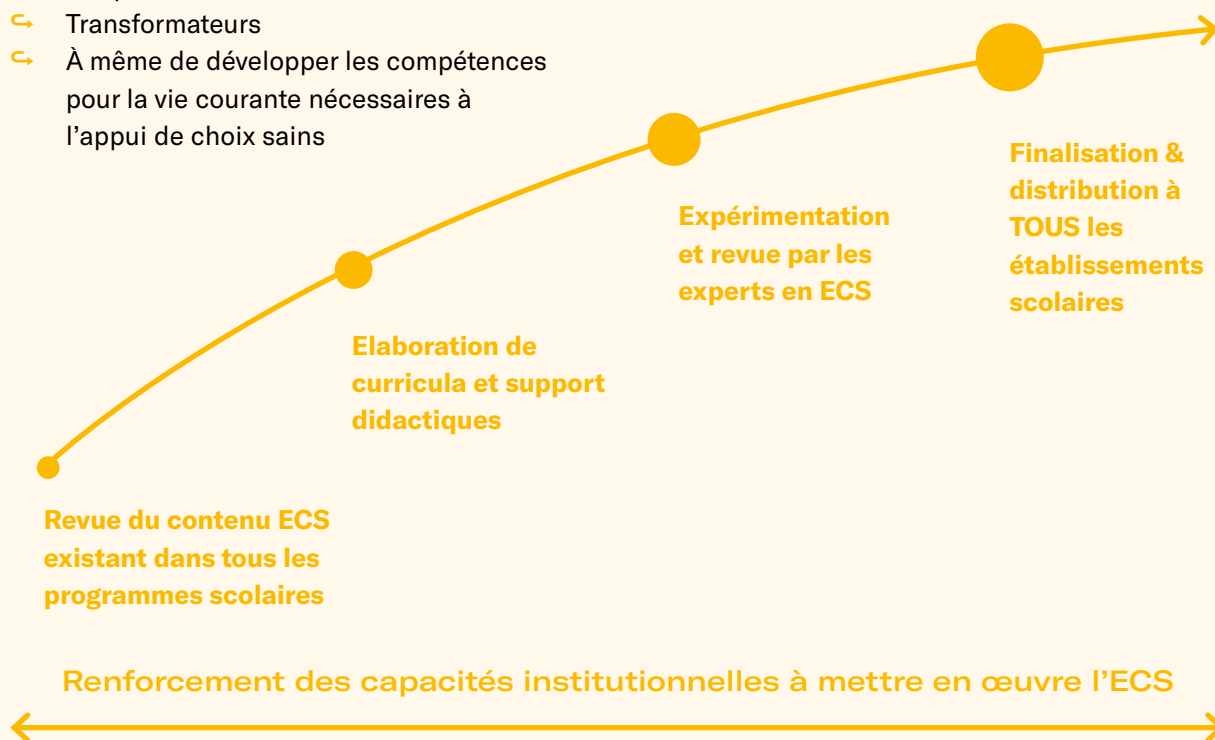 Transformateurs
À même de développer les compétences
pour la vie courante nécessaires à
l'appui de choix sains
Finalisation &
distribution à
TOUS les
établissements
scolaires
Expérimentation
et revue par les
experts en ECS
Elaboration de
curricula et support
didactiques
Revue du contenu ECS
existant dans tous les
programmes scolaires
Renforcement des capacités institutionnelles à mettre en œuvre l'ECS